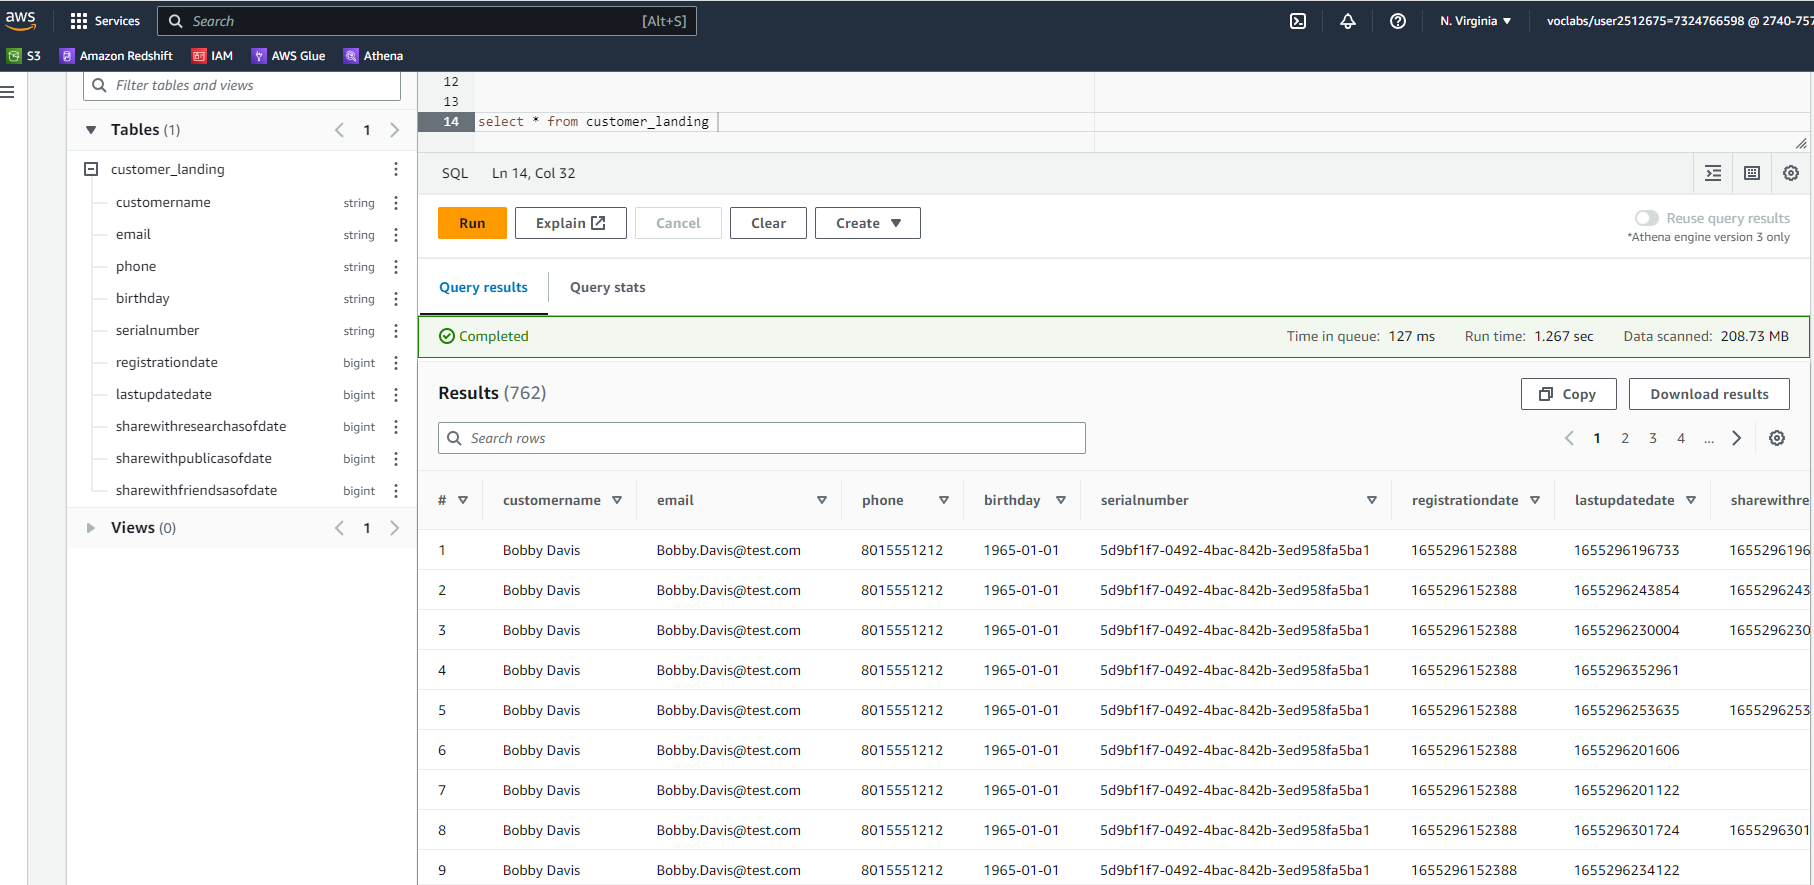 aws Services Search [Alt+S] N. Virginia ▼ voclabs/user2512675=7324766598 @ 2740-757
S3 Amazon Redshift IAM AWS Glue Athena
Filter tables and views
Tables (1) 1
customer_landing
customername string
email string
phone string
birthday string
serialnumber string
registrationdate bigint
lastupdatedate bigint
sharewithresearchasofdate bigint
sharewithpublicasofdate bigint
sharewithfriendsasofdate bigint
Views (0) 1
12
13
14 select * from customer_landing
SQL Ln 14, Col 32
Run Explain Cancel Clear Create ▼ Reuse query results
*Athena engine version 3 only
Query results Query stats
Completed Time in queue: 127 ms Run time: 1.267 sec Data scanned: 208.73 MB
Results (762) Copy Download results
Search rows 1 2 3 4 ...
# customername email phone birthday serialnumber registrationdate lastupdatedate sharewithre
1 Bobby Davis Bobby.Davis@test.com 8015551212 1965-01-01 5d9bf1f7-0492-4bac-842b-3ed958fa5ba1 1655296152388 1655296196733 1655296196
2 Bobby Davis Bobby.Davis@test.com 8015551212 1965-01-01 5d9bf1f7-0492-4bac-842b-3ed958fa5ba1 1655296152388 1655296243854 1655296243
3 Bobby Davis Bobby.Davis@test.com 8015551212 1965-01-01 5d9bf1f7-0492-4bac-842b-3ed958fa5ba1 1655296152388 1655296230004 1655296230
4 Bobby Davis Bobby.Davis@test.com 8015551212 1965-01-01 5d9bf1f7-0492-4bac-842b-3ed958fa5ba1 1655296152388 1655296352961
5 Bobby Davis Bobby.Davis@test.com 8015551212 1965-01-01 5d9bf1f7-0492-4bac-842b-3ed958fa5ba1 1655296152388 1655296253635 1655296253
6 Bobby Davis Bobby.Davis@test.com 8015551212 1965-01-01 5d9bf1f7-0492-4bac-842b-3ed958fa5ba1 1655296152388 1655296201606
7 Bobby Davis Bobby.Davis@test.com 8015551212 1965-01-01 5d9bf1f7-0492-4bac-842b-3ed958fa5ba1 1655296152388 1655296201122
8 Bobby Davis Bobby.Davis@test.com 8015551212 1965-01-01 5d9bf1f7-0492-4bac-842b-3ed958fa5ba1 1655296152388 1655296301724 1655296301
9 Bobby Davis Bobby.Davis@test.com 8015551212 1965-01-01 5d9bf1f7-0492-4bac-842b-3ed958fa5ba1 1655296152388 1655296234122